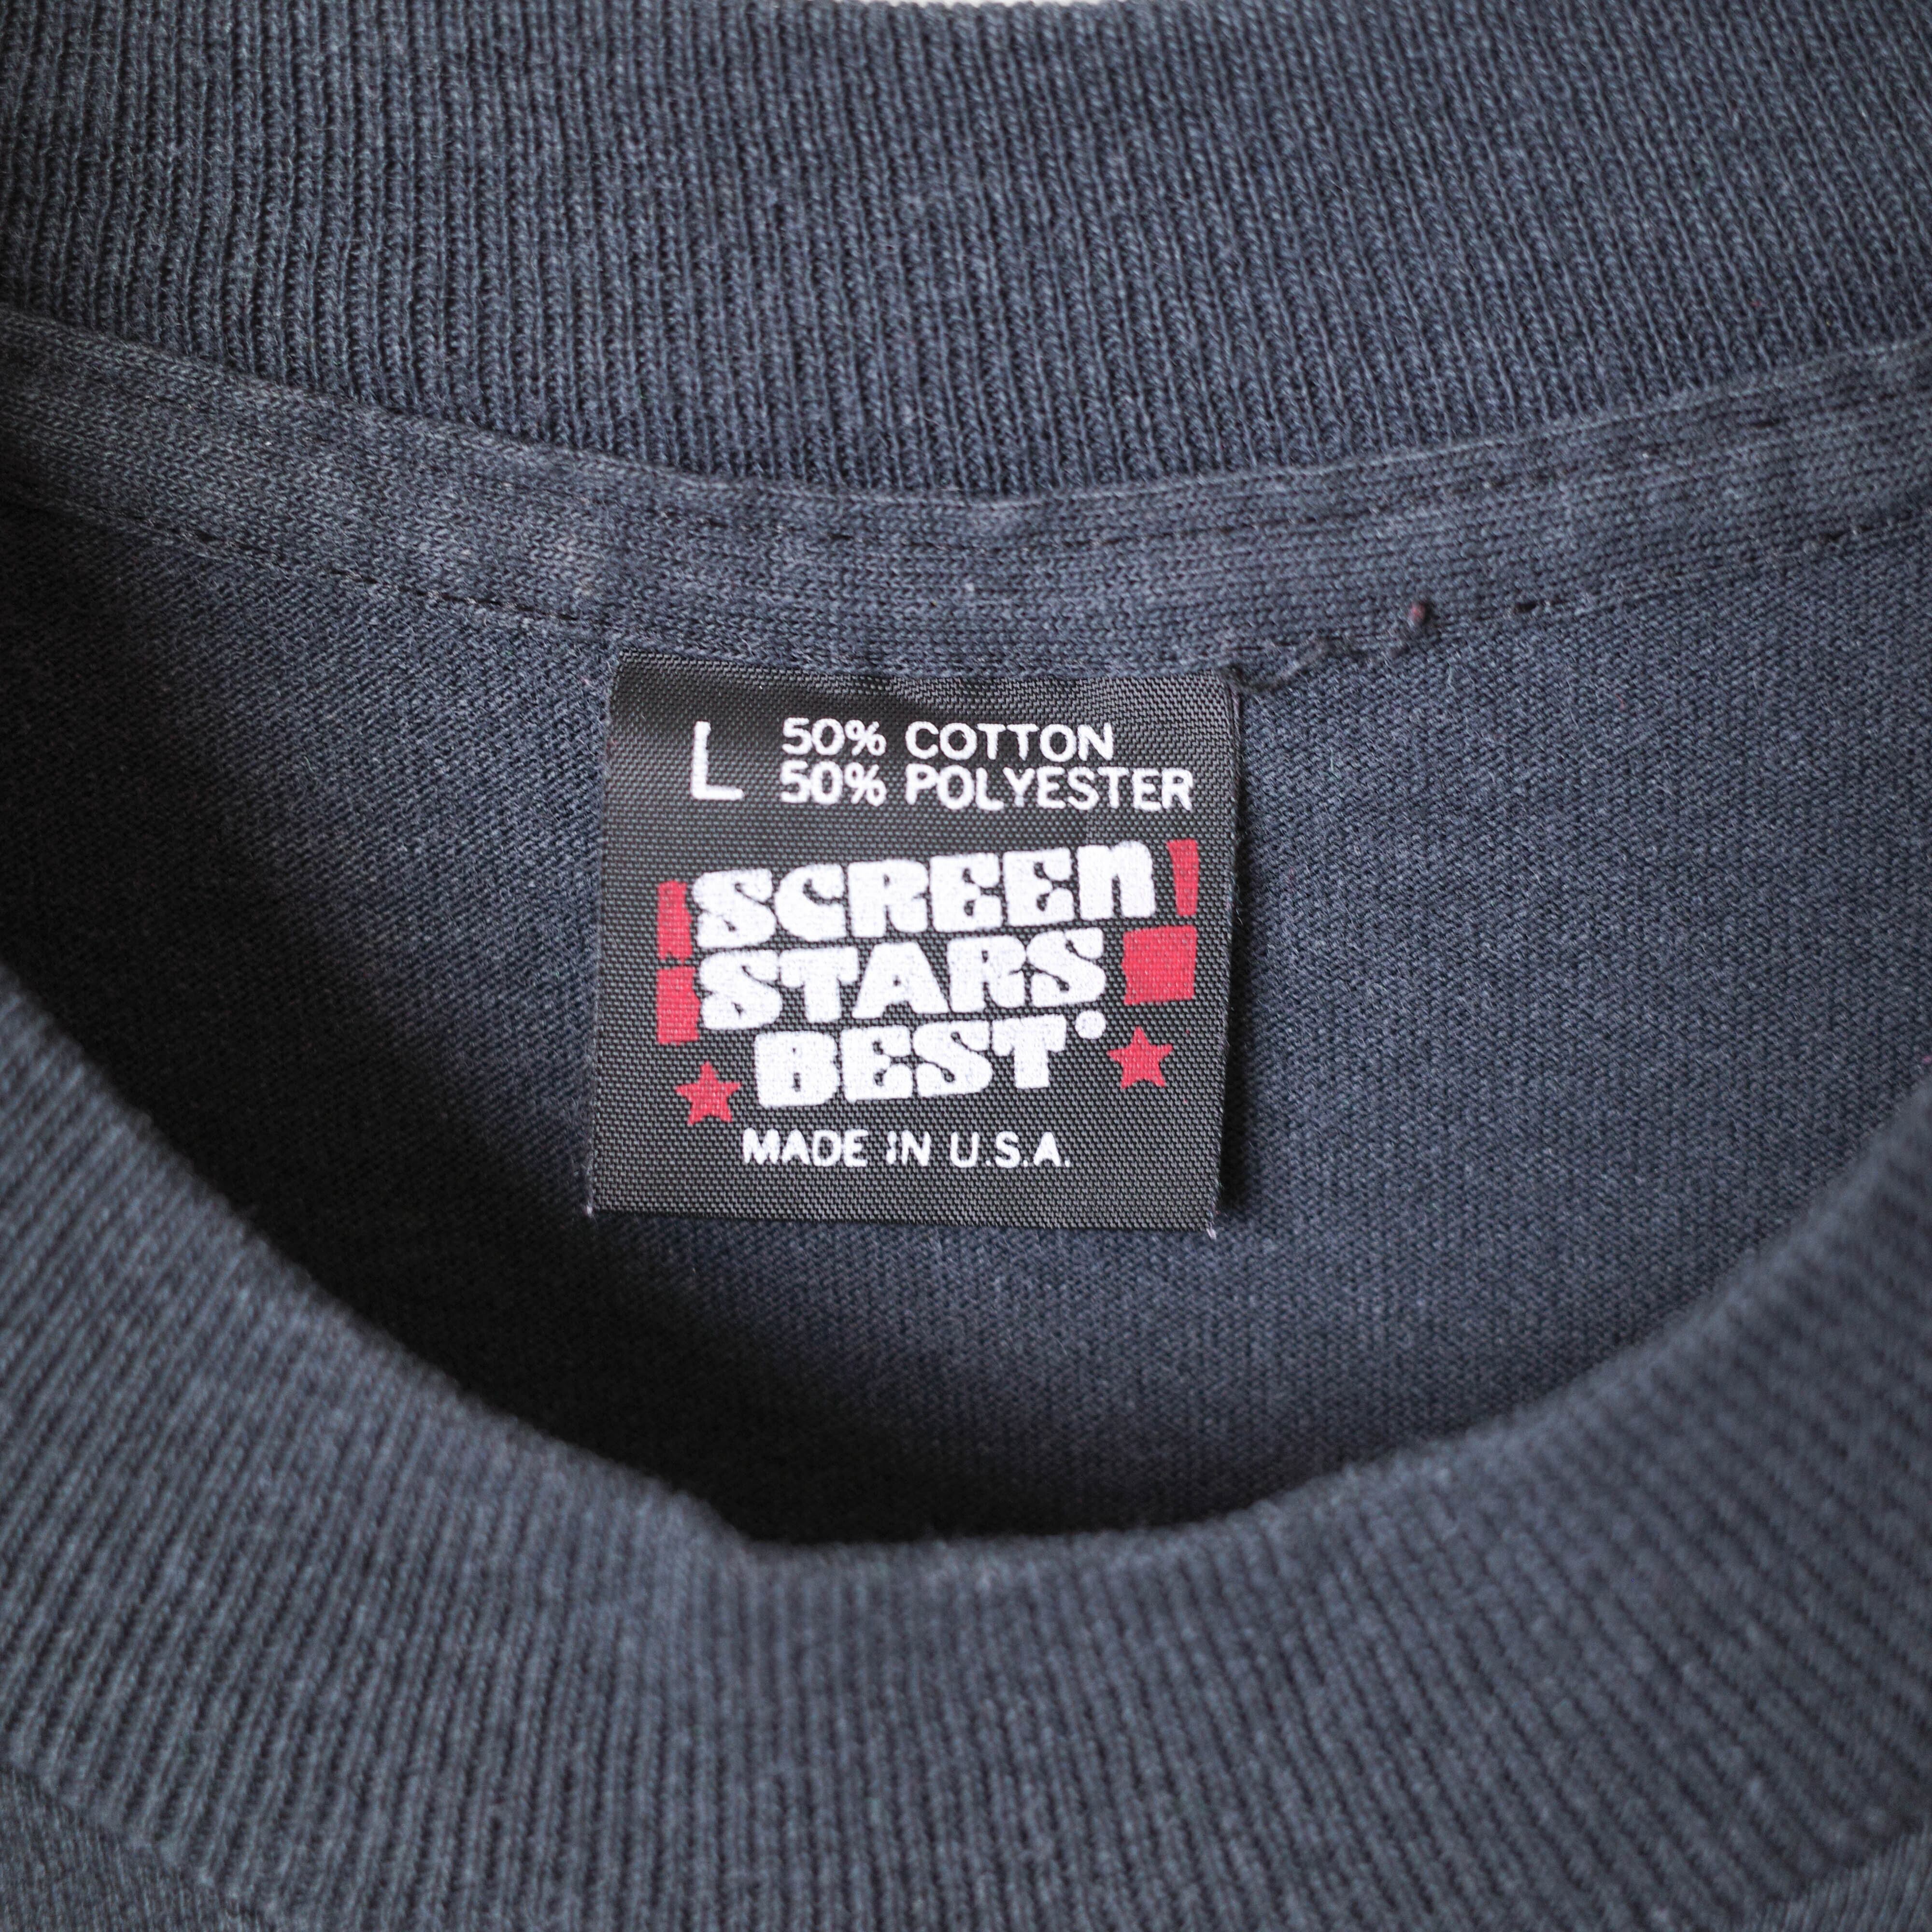 L 50% COTTON
50% POLYESTER
SCREEN
STARS
BEST
MADE IN U.S.A.